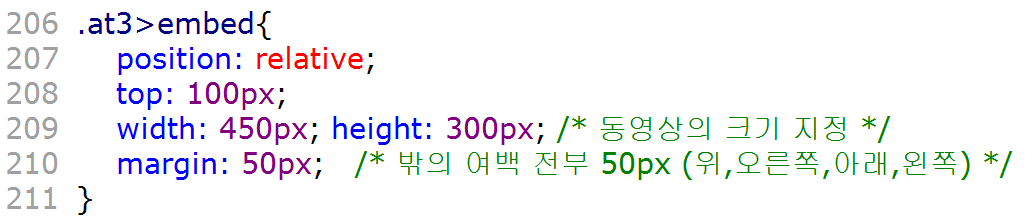 206 .at3>embed{
207 position: relative;
208 top: 100px;
209 width: 450px; height: 300px; /* 동영상의 크기 지정 */
210 margin: 50px; /* 밖의 여백 전부 50px (위,오른쪽,아래,왼쪽) */
211 }